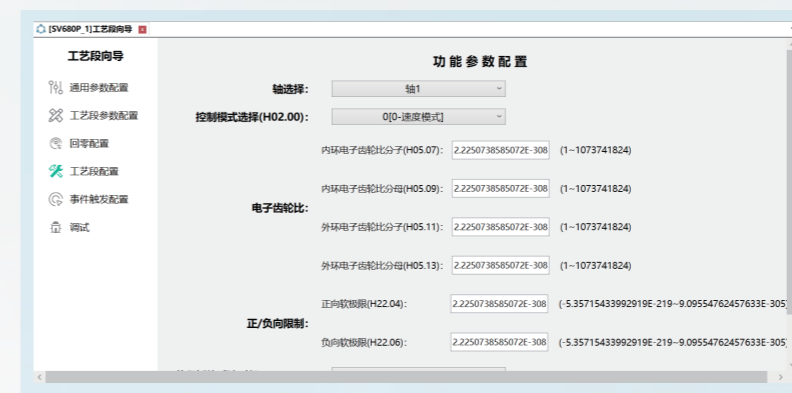 [SV680P_1]工艺段向导
工艺段向导
功能参数配置
通用参数配置
轴选择： 轴1
工艺段参数配置
控制模式选择(H02.00)： 0[0-速度模式]
回零配置
内环电子齿轮比分子(H05.07)： 2.2250738585072E-308 (1~1073741824)
工艺段配置
内环电子齿轮比分母(H05.09)： 2.2250738585072E-308 (1~1073741824)
事件触发配置
电子齿轮比：
调试
外环电子齿轮比分子(H05.11)： 2.2250738585072E-308 (1~1073741824)
外环电子齿轮比分母(H05.13)： 2.2250738585072E-308 (1~1073741824)
正向软极限(H22.04)： 2.2250738585072E-308 (-5.35715433992919E-219~9.09554762457633E-305)
正/负向限制：
负向软极限(H22.06)： 2.2250738585072E-308 (-5.35715433992919E-219~9.09554762457633E-305)